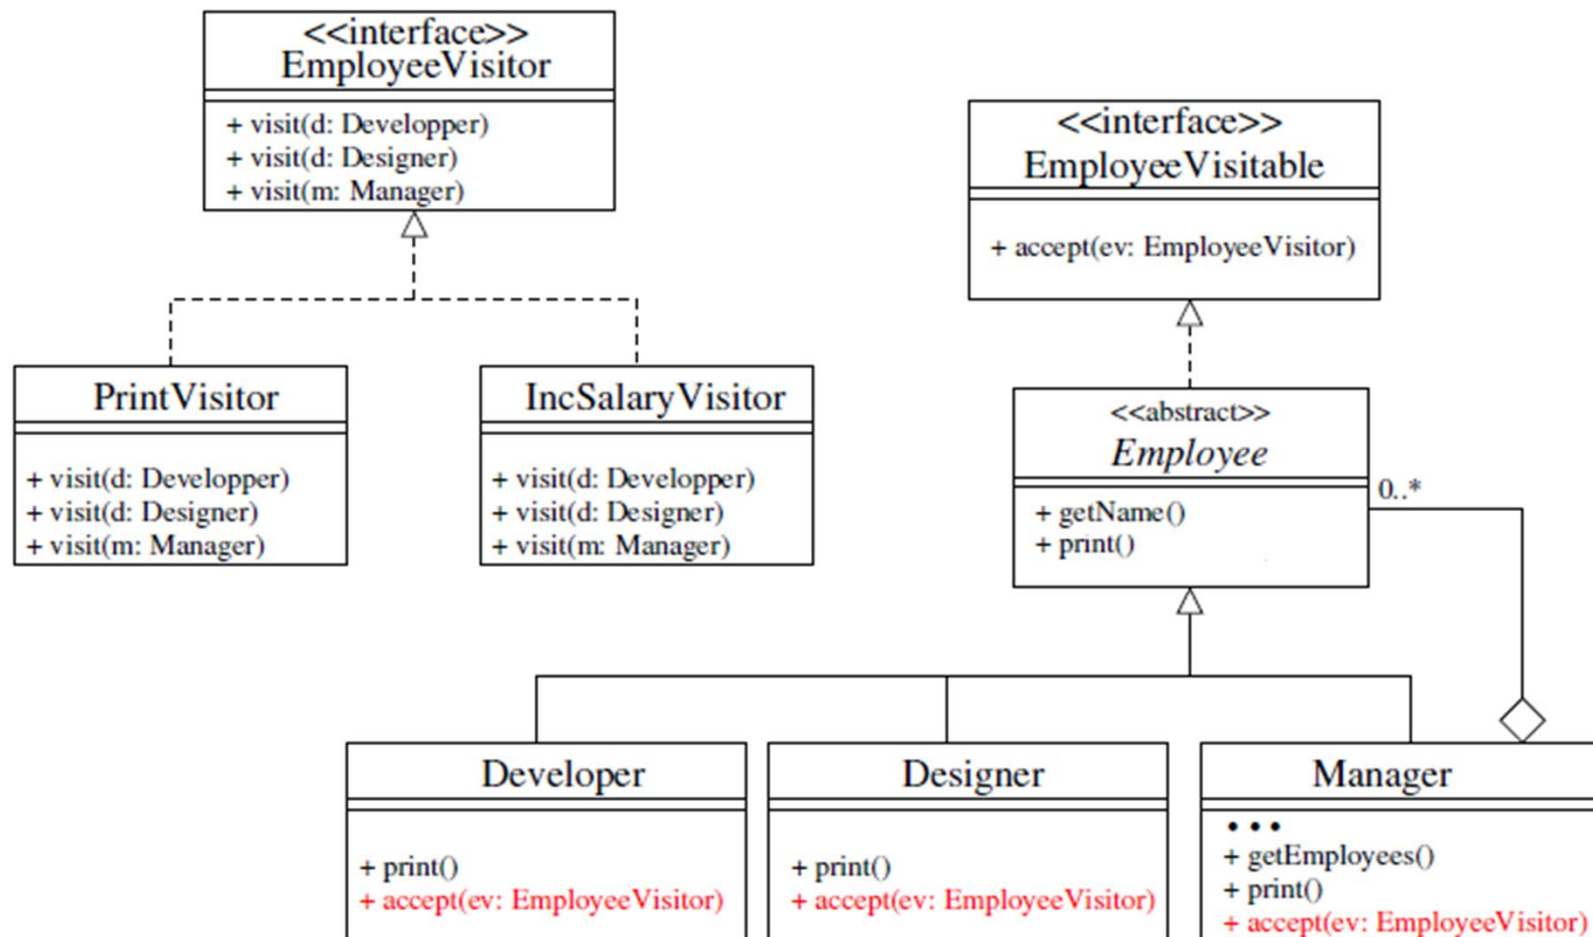 <<interface>>
EmployeeVisitor
+ visit(d: Developper)
+ visit(d: Designer)
+ visit(m: Manager)
<<interface>>
EmployeeVisitable
+ accept(ev: EmployeeVisitor)
PrintVisitor
+ visit(d: Developper)
+ visit(d: Designer)
+ visit(m: Manager)
IncSalaryVisitor
+ visit(d: Developper)
+ visit(d: Designer)
+ visit(m: Manager)
<<abstract>>
Employee
+ getName()
+ print()
0..*
Developer
+ print()
+ accept(ev: EmployeeVisitor)
Designer
+ print()
+ accept(ev: EmployeeVisitor)
Manager
• • •
+ getEmployees()
+ print()
+ accept(ev: EmployeeVisitor)